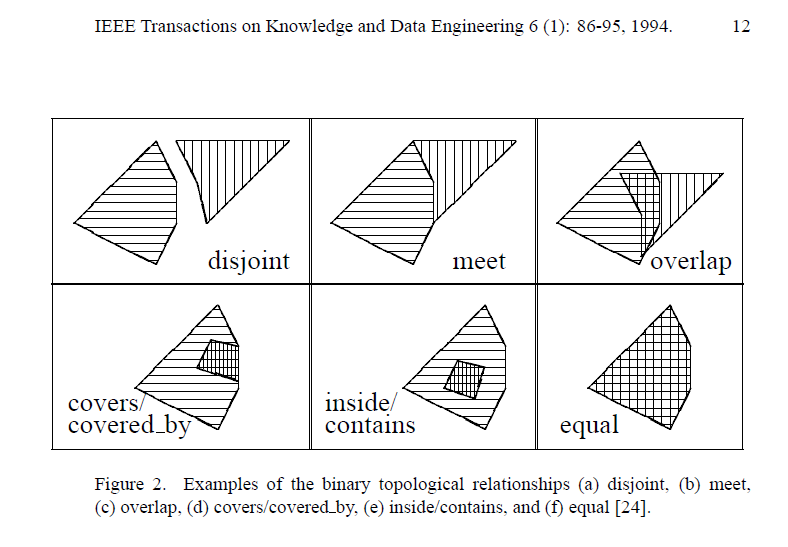 IEEE Transactions on Knowledge and Data Engineering 6 (1): 86-95, 1994. 12
disjoint
meet
overlap
covers/
covered_by
inside/
contains
equal
Figure 2. Examples of the binary topological relationships (a) disjoint, (b) meet,
(c) overlap, (d) covers/covered_by, (e) inside/contains, and (f) equal [24].